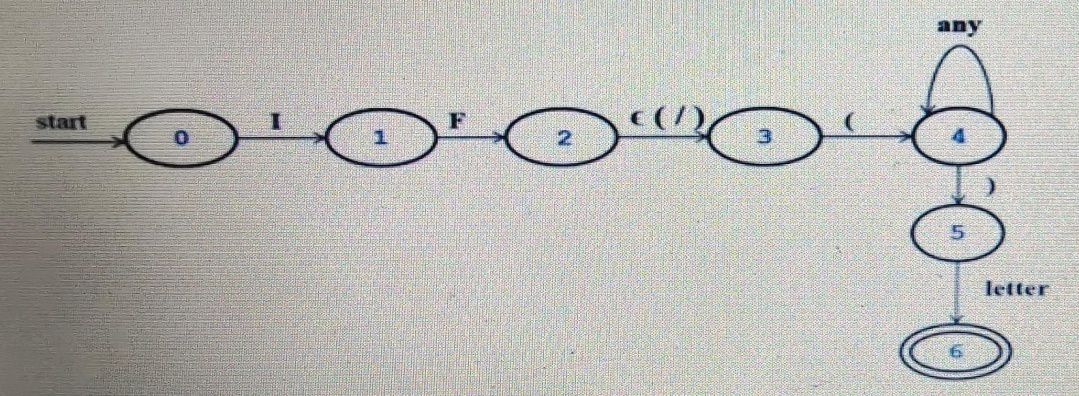 any
start I F ε ( / ) (
0 1 2 3 4
)
5
letter
6